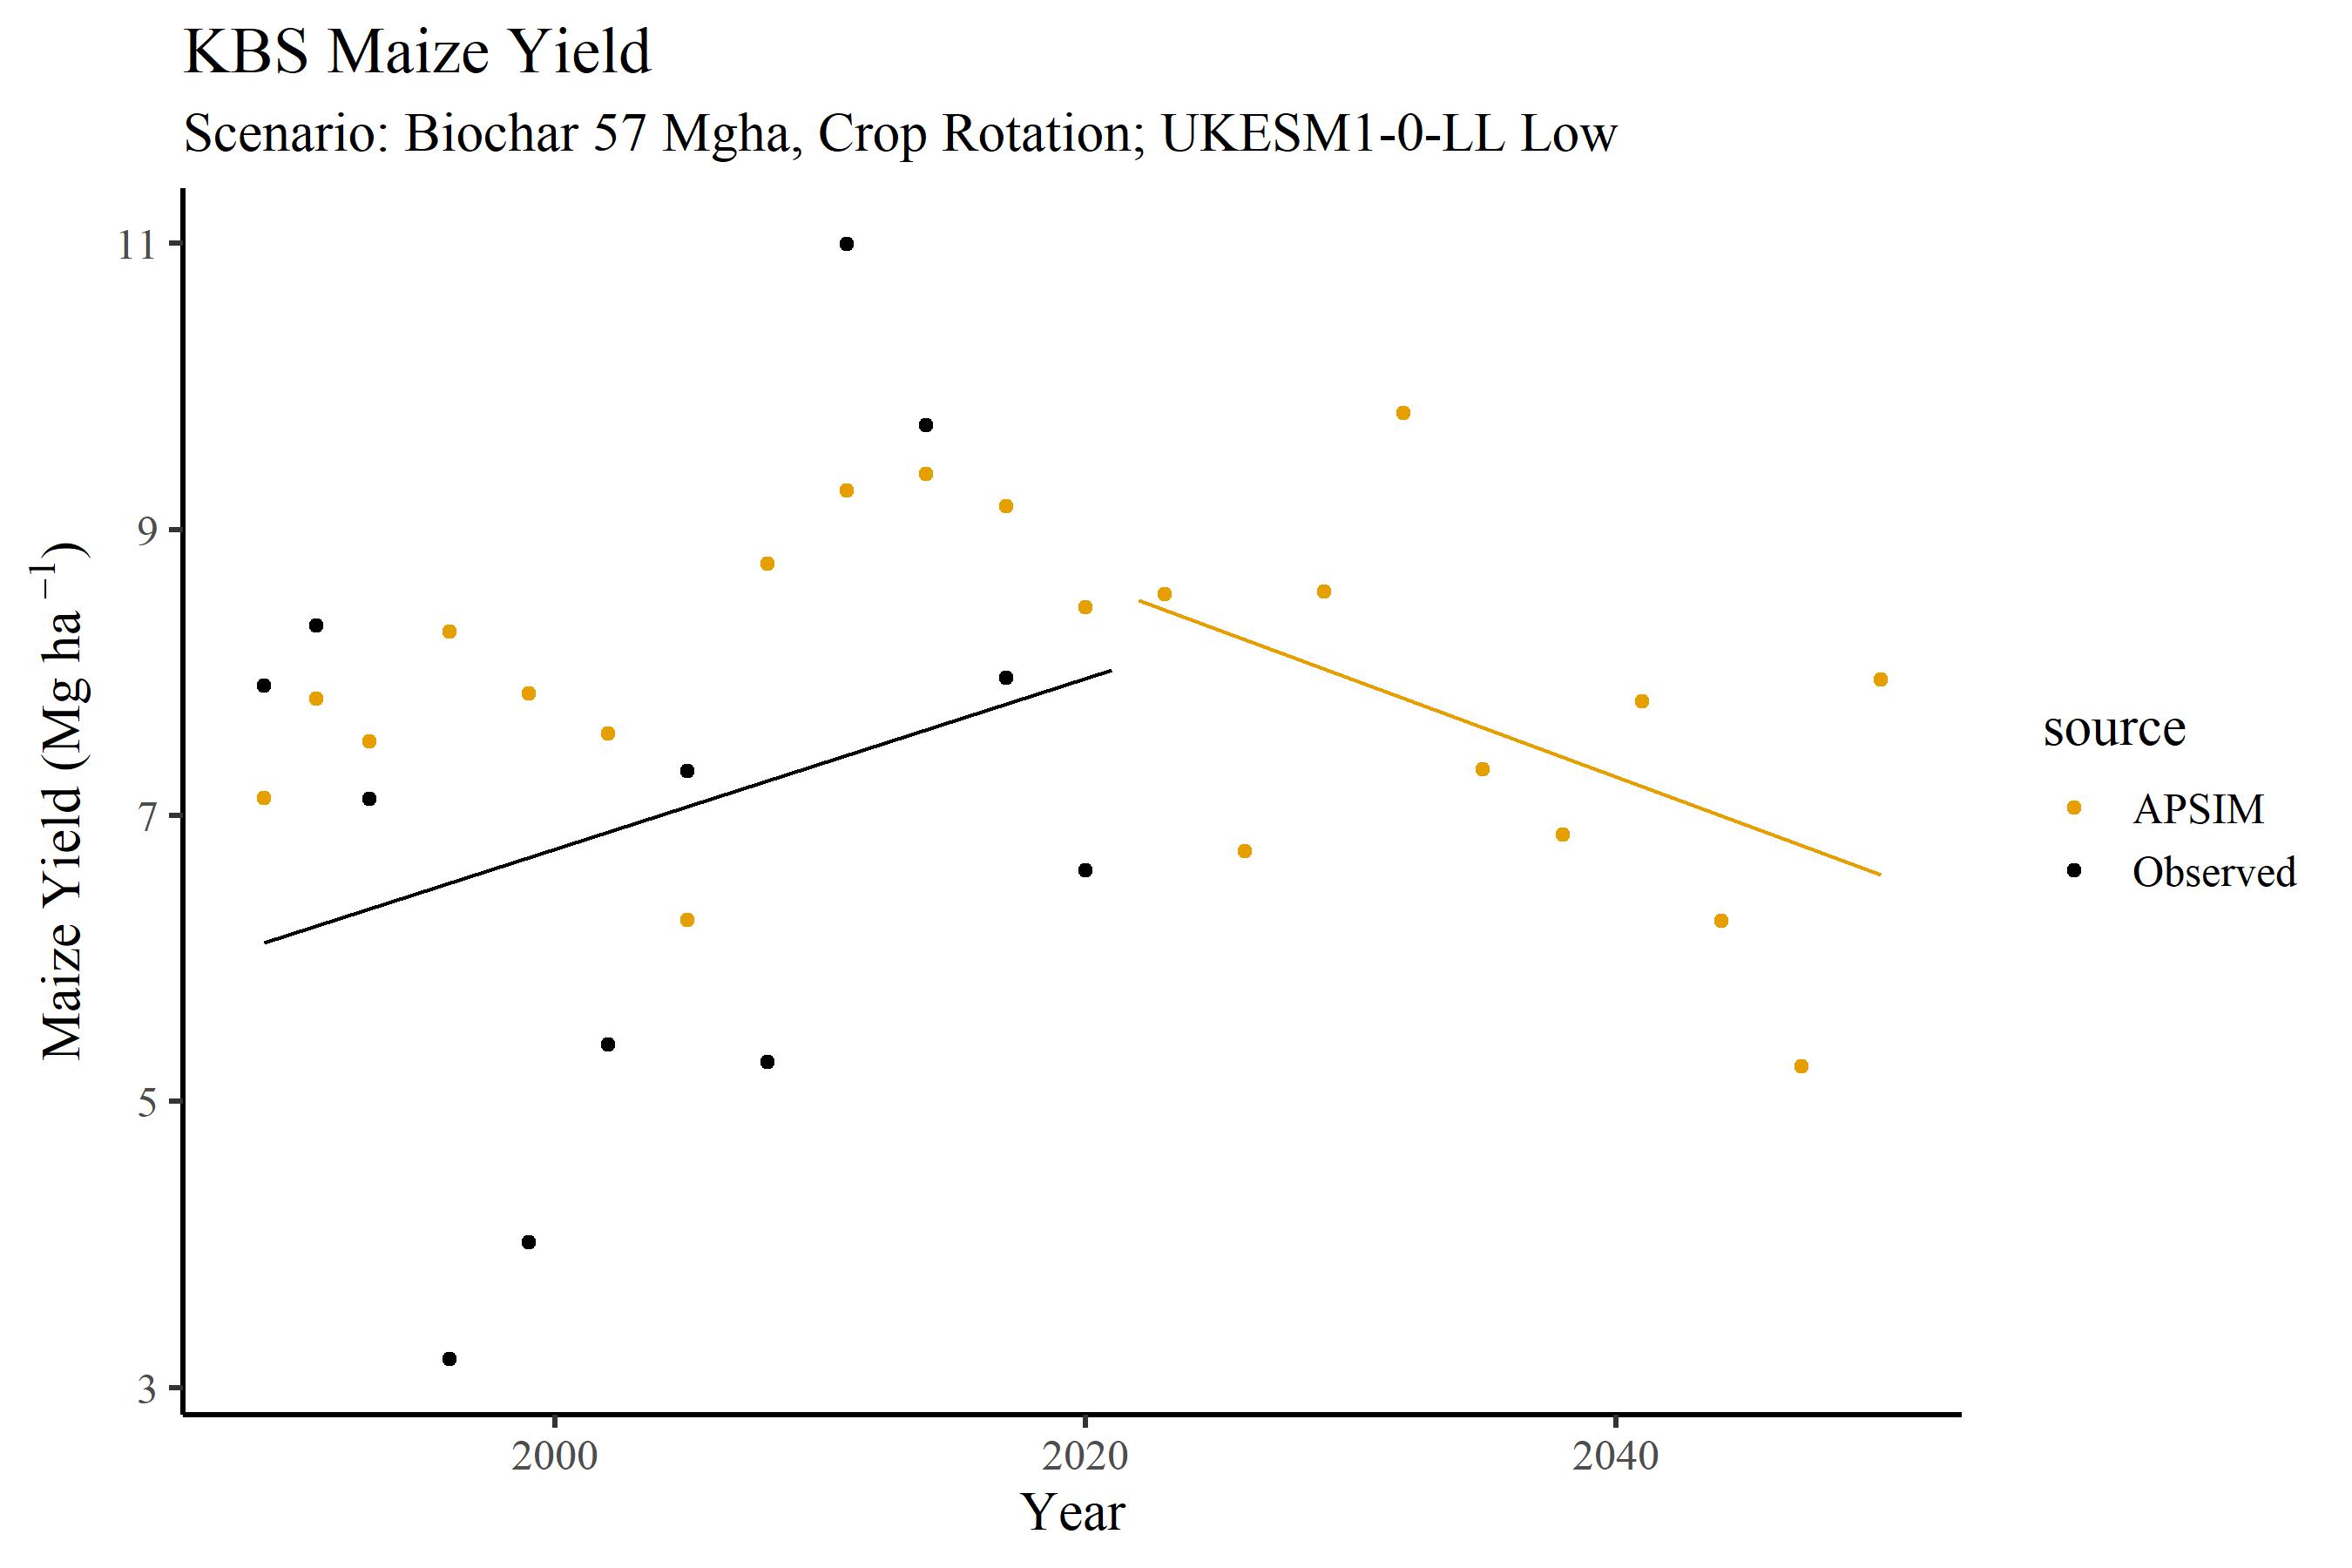 KBS Maize Yield
Scenario: Biochar 57 Mgha, Crop Rotation; UKESM1-0-LL Low
Maize Yield (Mg ha ⁻¹)
11
9
7
5
3
2000 2020 2040
Year
source
APSIM
Observed